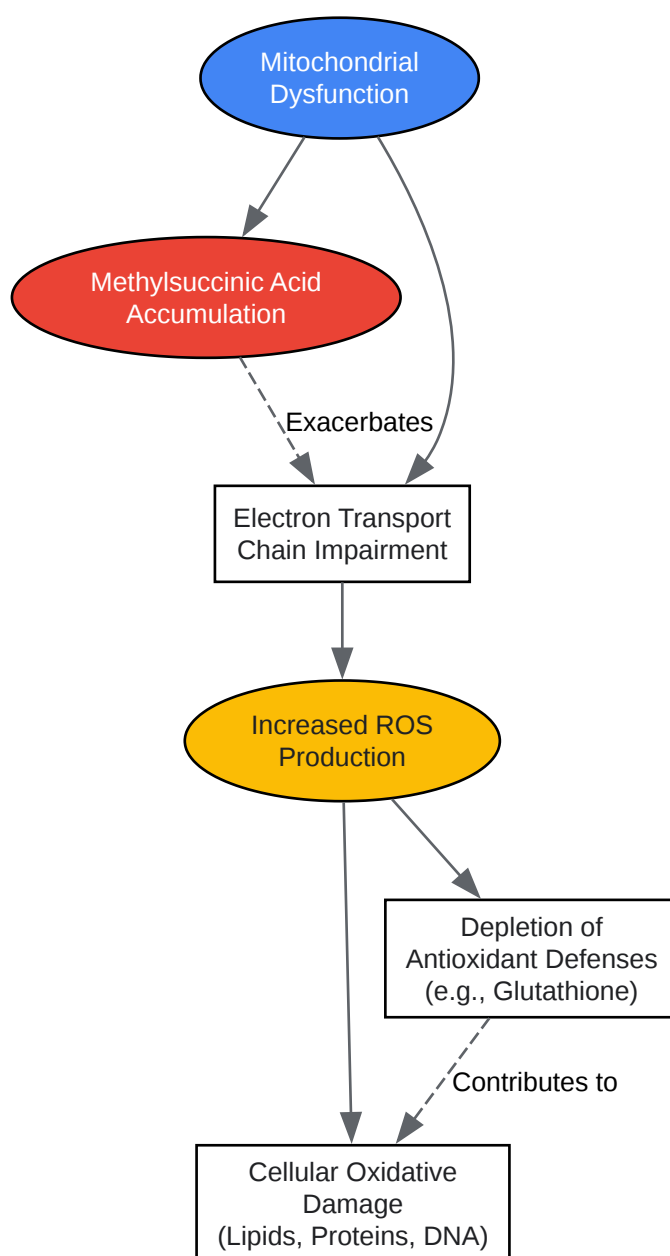 Mitochondrial
Dysfunction
Methylsuccinic Acid
Accumulation
Exacerbates
Electron Transport
Chain Impairment
Increased ROS
Production
Depletion of
Antioxidant Defenses
(e.g., Glutathione)
Contributes to
Cellular Oxidative
Damage
(Lipids, Proteins, DNA)